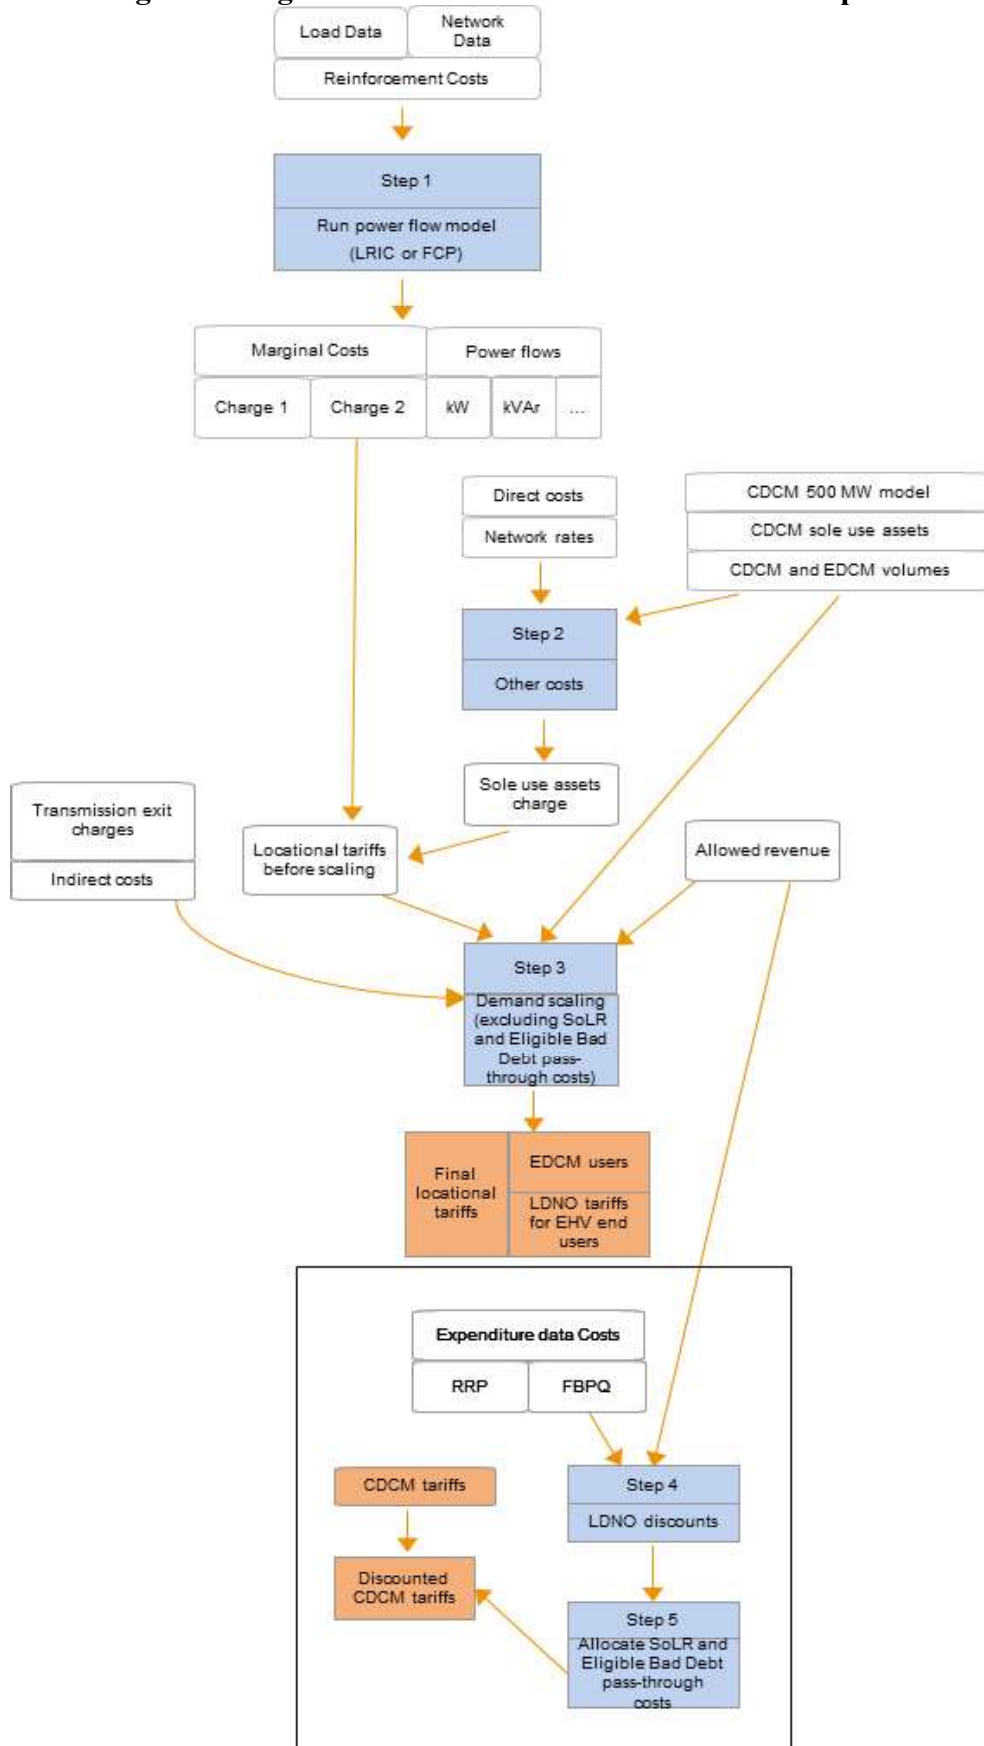 Load Data
Network
Data
Reinforcement Costs
Step 1
Run power flow model
(LRIC or FCP)
Marginal Costs
Power flows
Charge 1
Charge 2
kW
kVAr
...
Direct costs
Network rates
CDCM 500 MW model
CDCM sole use assets
CDCM and EDCM volumes
Step 2
Other costs
Sole use assets
charge
Transmission exit
charges
Indirect costs
Locational tariffs
before scaling
Allowed revenue
Step 3
Demand scaling
(excluding SoLR
and Eligible Bad
Debt pass-
through costs)
Final
locational
tariffs
EDCM users
LDNO tariffs
for EHV end
users
Expenditure data Costs
RRP
FBPQ
CDCM tariffs
Step 4
LDNO discounts
Discounted
CDCM tariffs
Step 5
Allocate SoLR and
Eligible Bad Debt
pass-through
costs